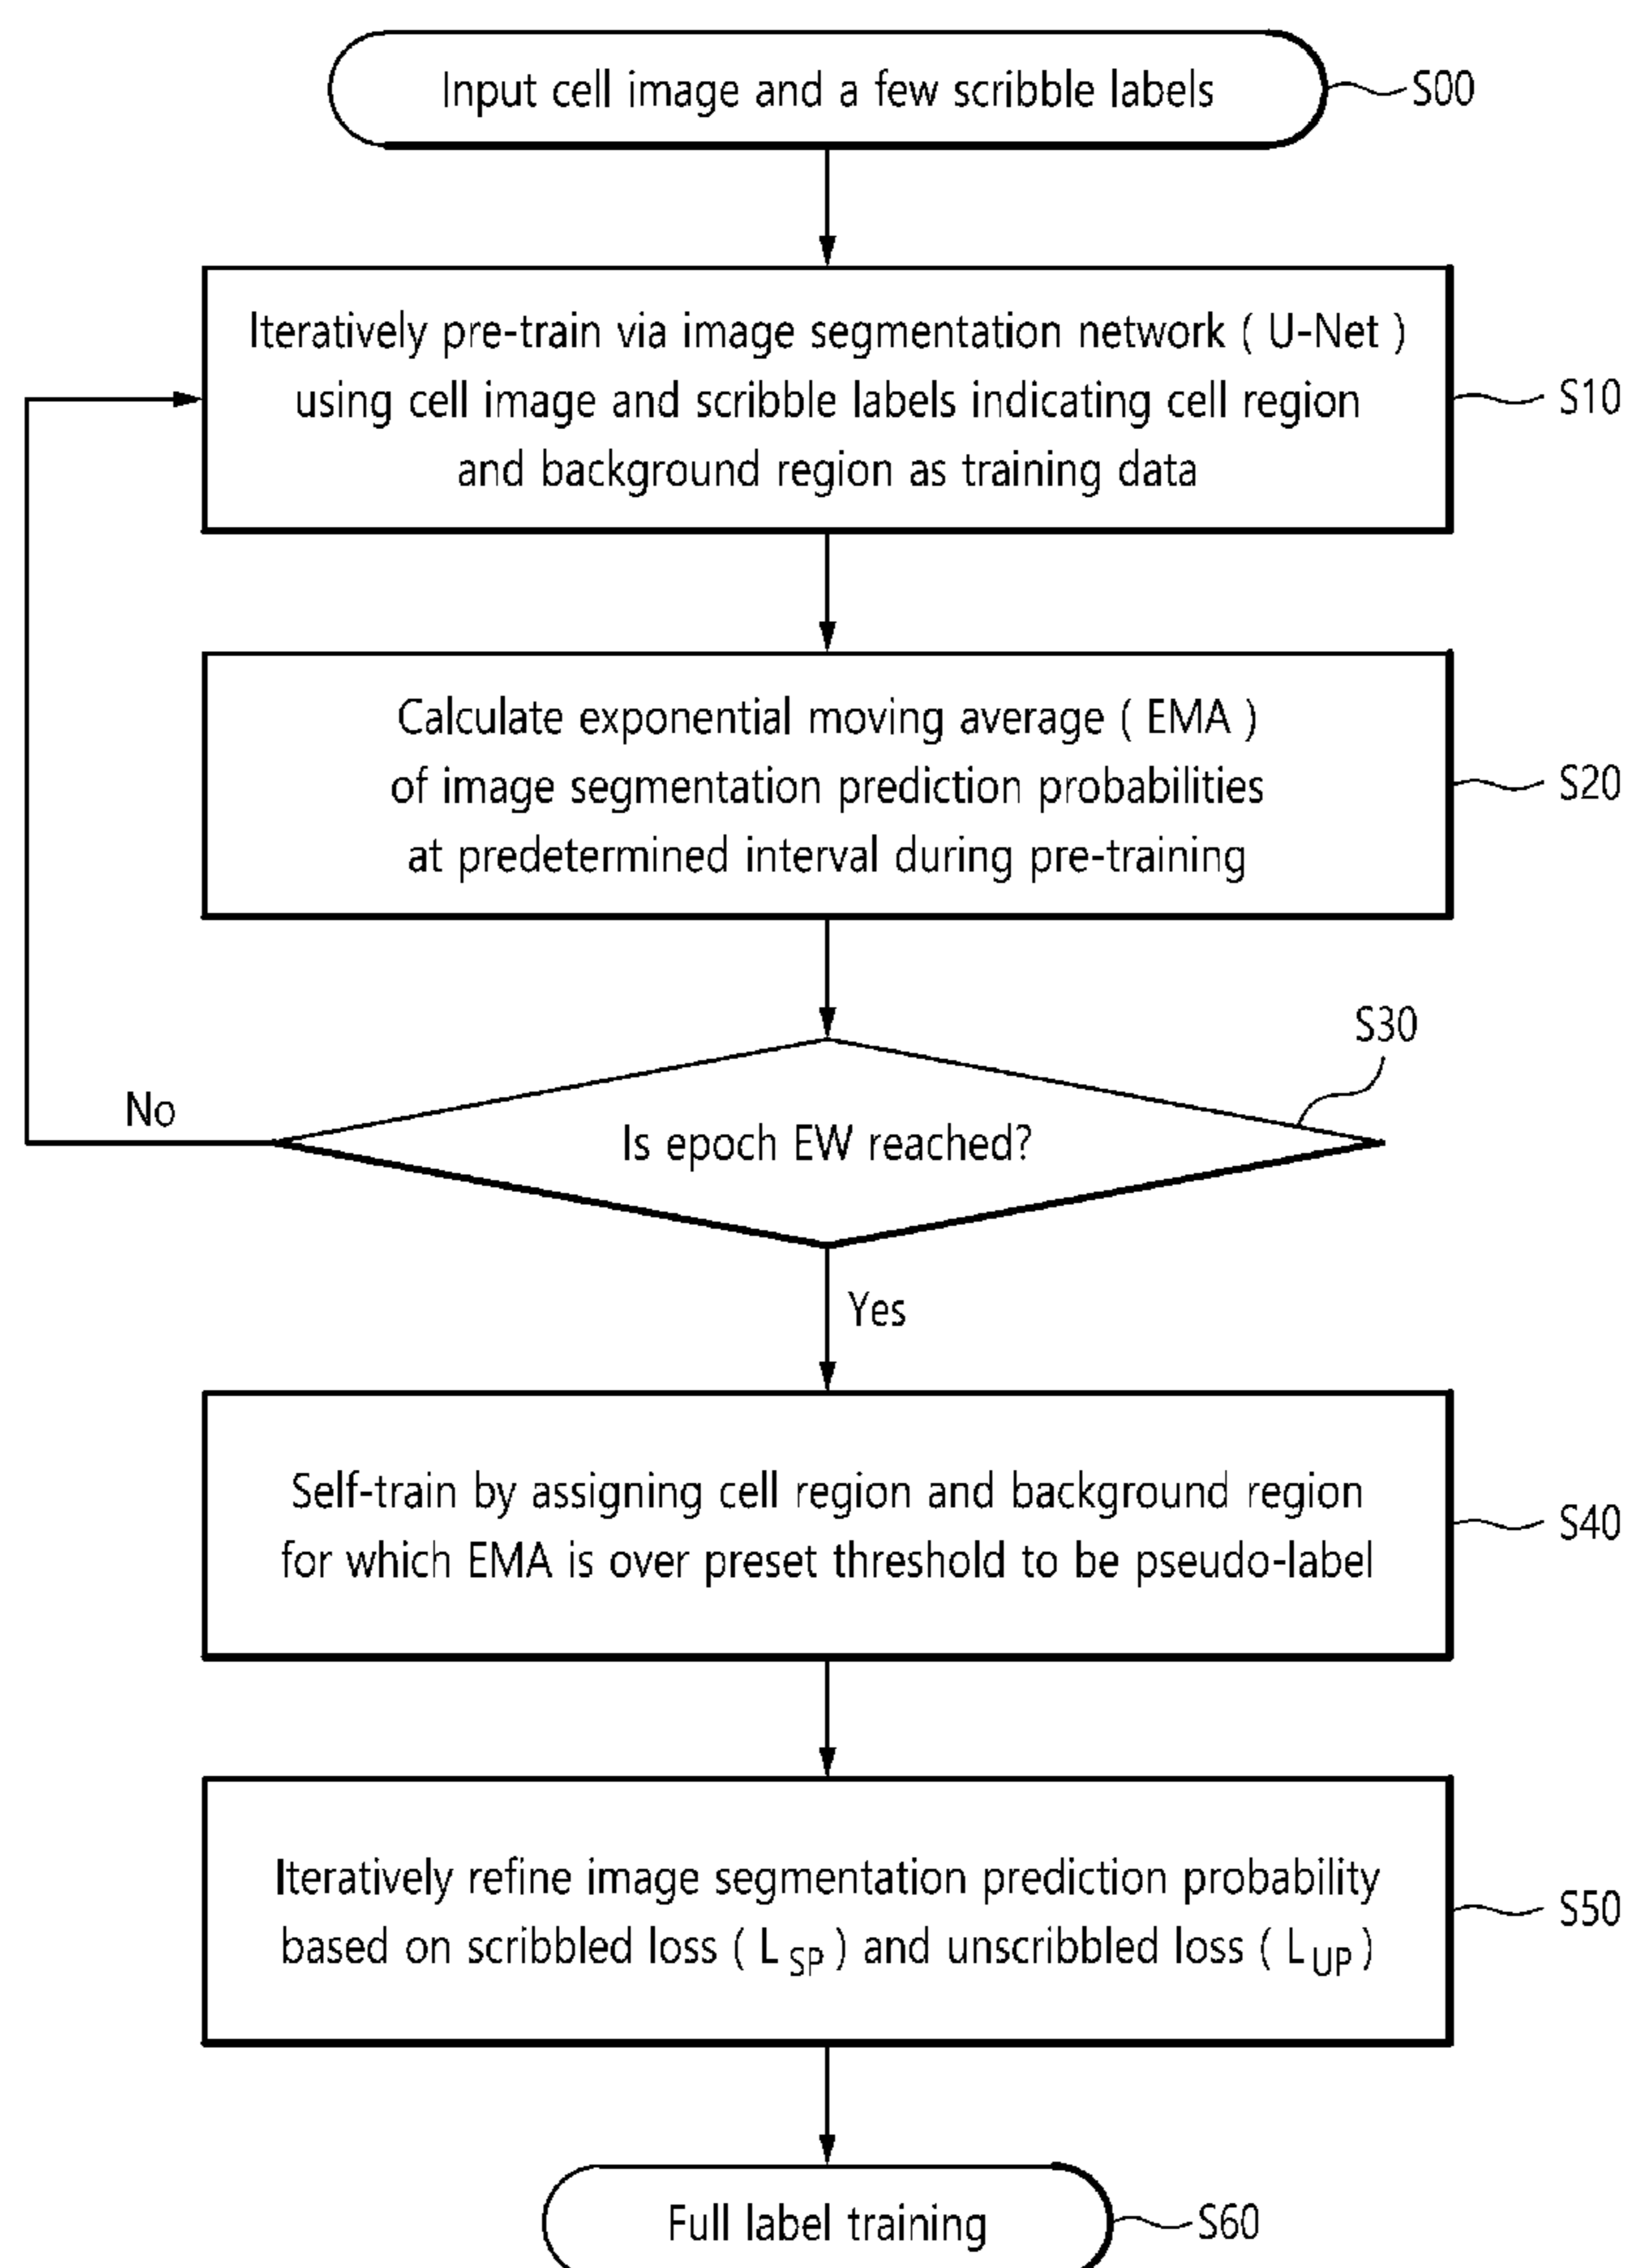 Input cell image and a few scribble labels
S00
Iteratively pre-train via image segmentation network ( U-Net )
using cell image and scribble labels indicating cell region
and background region as training data
S10
Calculate exponential moving average ( EMA )
of image segmentation prediction probabilities
at predetermined interval during pre-training
S20
S30
No
Is epoch EW reached?
Yes
Self-train by assigning cell region and background region
for which EMA is over preset threshold to be pseudo-label
S40
Iteratively refine image segmentation prediction probability
based on scribbled loss ( L SP ) and unscribbled loss ( L UP )
S50
Full label training
S60